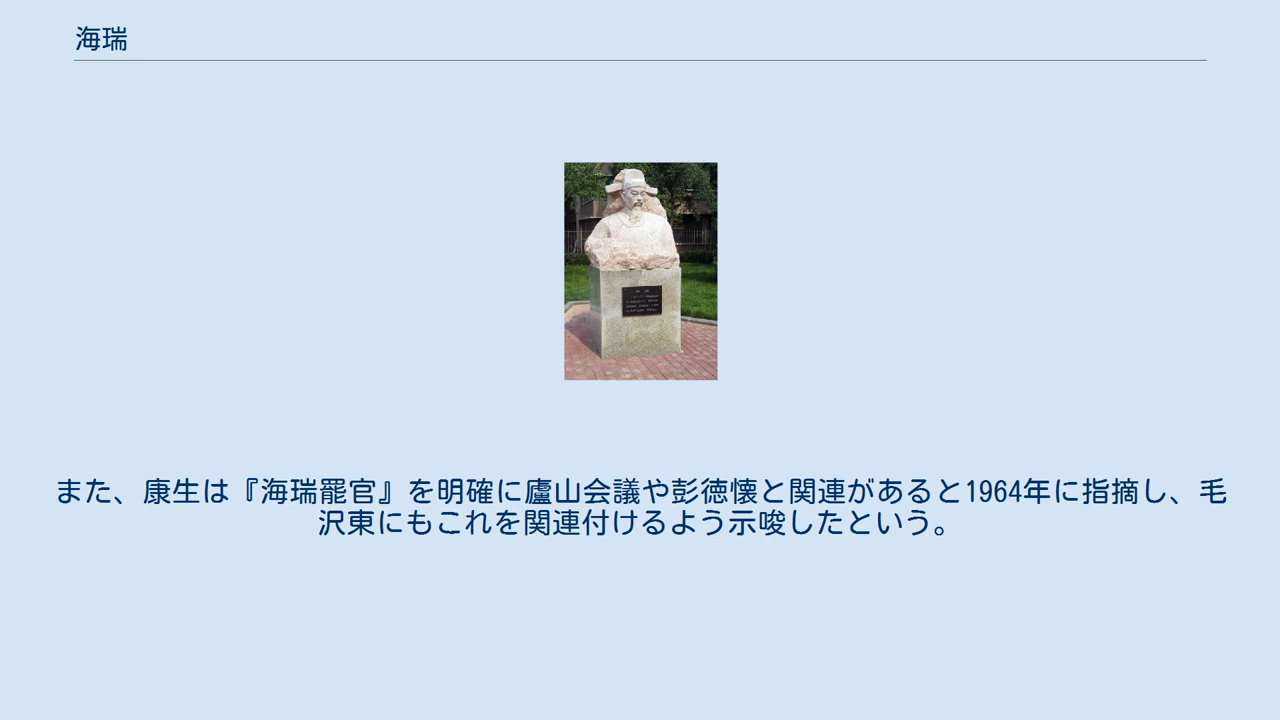 海瑞
また、康生は『海瑞罷官』を明確に廬山会議や彭徳懐と関連があると1964年に指摘し、毛
沢東にもこれを関連付けるよう示唆したという。